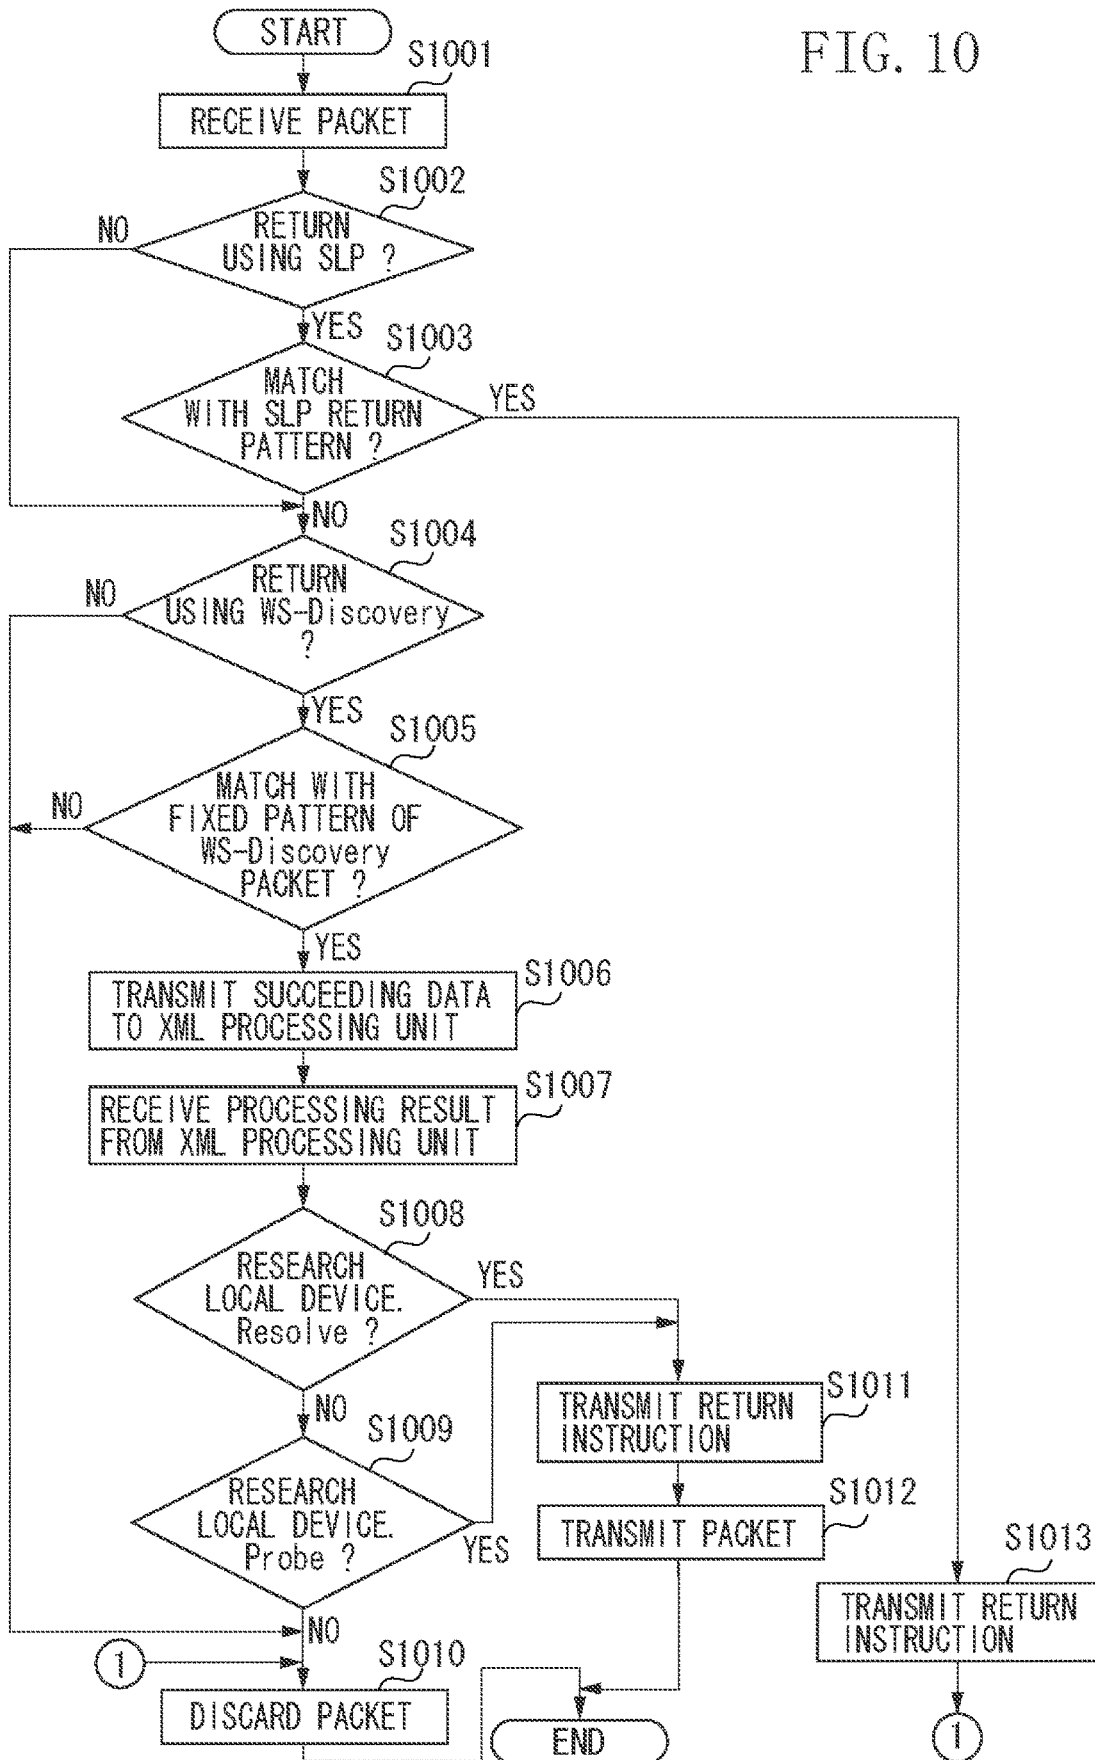 START
FIG. 10
S1001
RECEIVE PACKET
S1002
NO
RETURN
USING SLP ?
YES
S1003
MATCH
WITH SLP RETURN
PATTERN ?
YES
NO
S1004
NO
RETURN
USING WS-Discovery
?
YES
S1005
NO
MATCH WITH
FIXED PATTERN OF
WS-Discovery
PACKET ?
YES
S1006
TRANSMIT SUCCEEDING DATA
TO XML PROCESSING UNIT
S1007
RECEIVE PROCESSING RESULT
FROM XML PROCESSING UNIT
S1008
RESEARCH
LOCAL DEVICE.
Resolve ?
YES
NO
S1009
RESEARCH
LOCAL DEVICE.
Probe ?
YES
S1011
TRANSMIT RETURN
INSTRUCTION
S1012
TRANSMIT PACKET
S1013
TRANSMIT RETURN
INSTRUCTION
NO
1
S1010
DISCARD PACKET
END
1